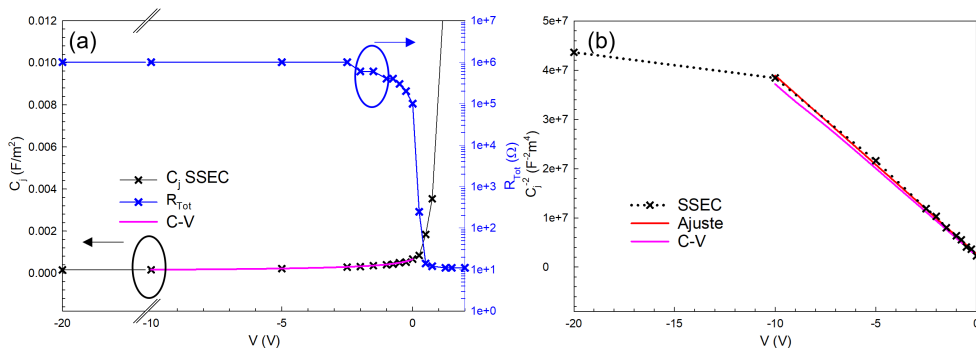 (a)
0.012
0.010
0.008
0.006
0.004
0.002
0.000
C_j (F/m²)
-20
-10
-5
0
V (V)
1e+7
1e+6
1e+5
1e+4
1e+3
1e+2
1e+1
1e+0
R_Tot (Ω)
C_j SSEC
R_Tot
C-V
(b)
5e+7
4e+7
3e+7
2e+7
1e+7
0
C_j^-2 (F^-2m^4)
-20
-15
-10
-5
0
V (V)
SSEC
Ajuste
C-V